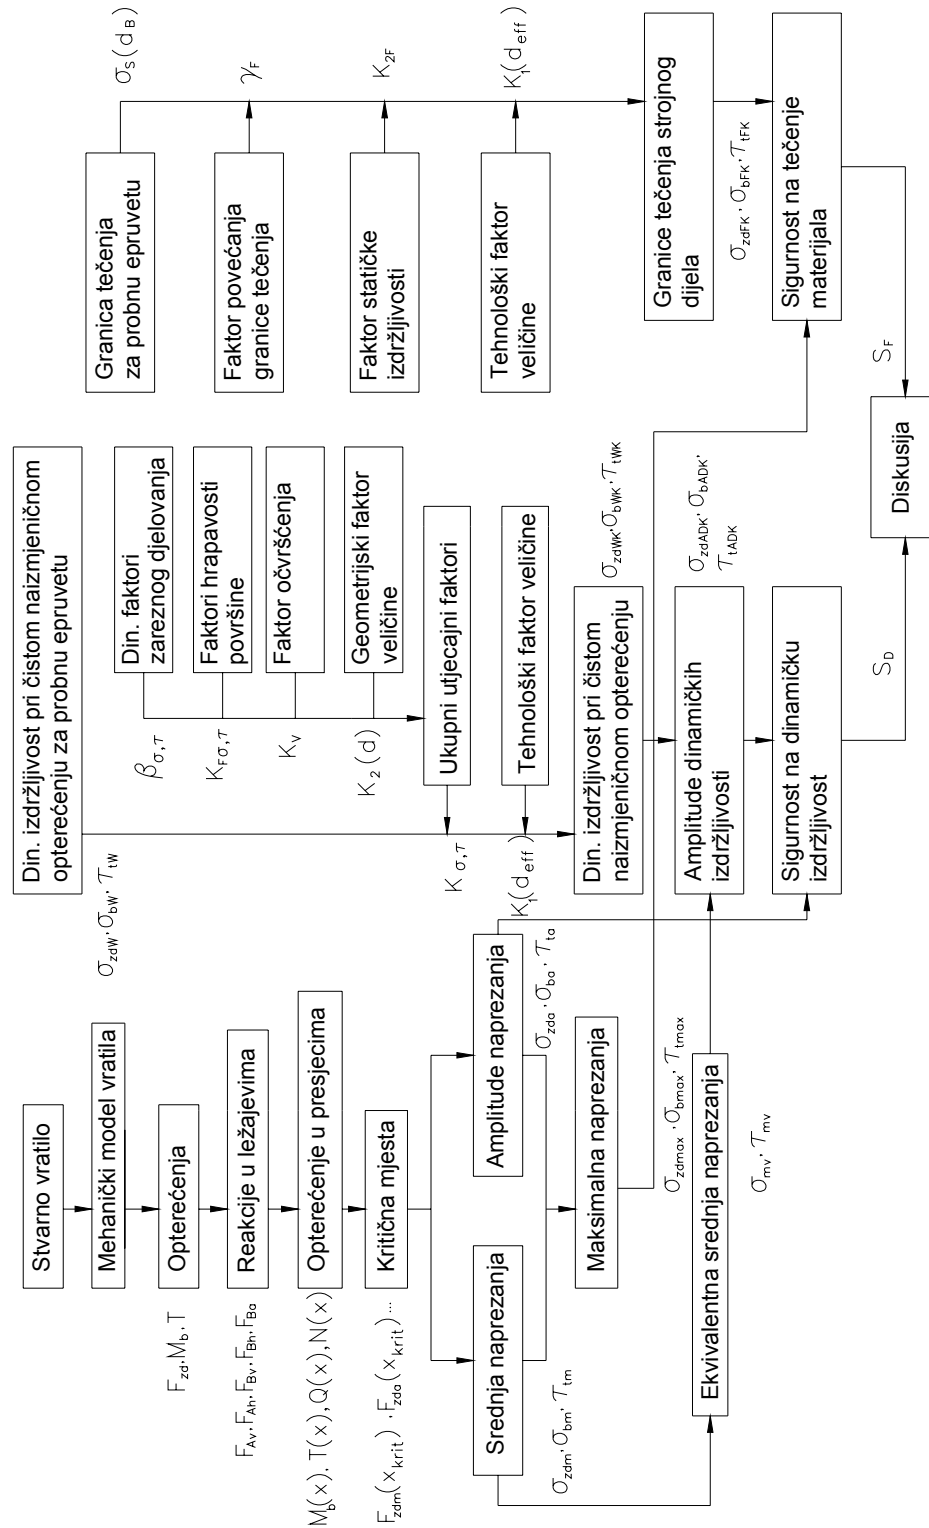 Stvarno vratilo
Mehanički model vratila
Opterećenja
F_zd, M_b, T
Reakcije u ležajevima
F_Av, F_Ah, F_Bv, F_Bh, F_Ba
Opterećenje u presjecima
M_b(x), T(x), Q(x), N(x)
Kritična mjesta
F_zdm(x_krit), F_zda(x_krit)...
Srednja naprezanja
σ_zdm, σ_bm, τ_tm
Amplitude naprezanja
σ_zda, σ_ba, τ_ta
Maksimalna naprezanja
σ_zdmax, σ_bmax, τ_tmax
Ekvivalentna srednja naprezanja
σ_mv, τ_mv
Din. izdržljivost pri čistom naizmjeničnom
opterećenju za probnu epruvetu
σ_zdW, σ_bW, τ_tW
Din. faktori
zareznog djelovanja
β_σ,τ
Faktori hrapavosti
površine
K_Fσ,τ
Faktor očvršćenja
K_V
Geometrijski faktor
veličine
K_2(d)
Ukupni utjecajni faktori
K_σ,τ
Tehnološki faktor veličine
K_1(d_eff)
Din. izdržljivost pri čistom
naizmjeničnom opterećenju
σ_zdWK, σ_bWK, τ_tWK
Amplitude dinamičkih
izdržljivosti
σ_zdADK, σ_bADK,
τ_tADK
Sigurnost na dinamičku
izdržljivost
S_D
Granica tečenja
za probnu epruvetu
σ_S(d_B)
Faktor povećanja
granice tečenja
γ_F
Faktor statičke
izdržljivosti
K_2F
Tehnološki faktor
veličine
K_1(d_eff)
Granice tečenja strojnog
dijela
σ_zdFK, σ_bFK, τ_tFK
Sigurnost na tečenje
materijala
S_F
Diskusija